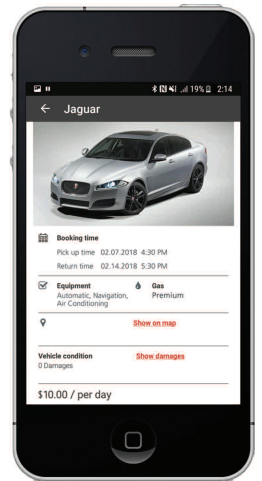 19% 2:14
Jaguar
Booking time
Pick up time 02.07.2018 4:30 PM
Return time 02.14.2018 5:30 PM
Equipment Gas
Automatic, Navigation, Premium
Air Conditioning
Show on map
Vehicle condition Show damages
0 Damages
$10.00 / per day